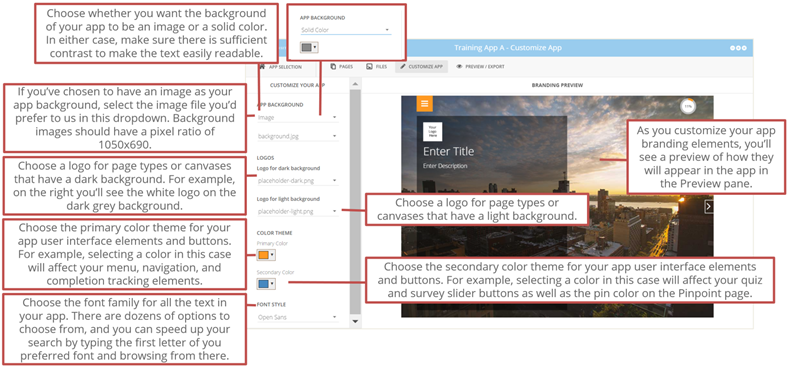 Choose whether you want the background
of your app to be an image or a solid color.
In either case, make sure there is sufficient
contrast to make the text easily readable.
APP BACKGROUND
Solid Color
Training App A - Customize App
APP SELECTION
PAGES
FILES
CUSTOMIZE APP
PREVIEW / EXPORT
CUSTOMIZE YOUR APP
BRANDING PREVIEW
If you've chosen to have an image as your
app background, select the image file you'd
prefer to us in this dropdown. Background
images should have a pixel ratio of
1050x690.
APP BACKGROUND
Image
background.jpg
Your
Logo
Here
Enter Title
Enter Description
As you customize your app
branding elements, you'll
see a preview of how they
will appear in the app in
the Preview pane.
Choose a logo for page types or canvases
that have a dark background. For example,
on the right you'll see the white logo on the
dark grey background.
LOGOS
Logo for dark background
placeholder-dark.png
Logo for light background
placeholder-light.png
Choose a logo for page types or
canvases that have a light background.
Choose the primary color theme for your
app user interface elements and buttons.
For example, selecting a color in this case
will affect your menu, navigation, and
completion tracking elements.
COLOR THEME
Primary Color
Secondary Color
Choose the secondary color theme for your app user interface elements
and buttons. For example, selecting a color in this case will affect your quiz
and survey slider buttons as well as the pin color on the Pinpoint page.
Choose the font family for all the text in
your app. There are dozens of options to
choose from, and you can speed up your
search by typing the first letter of you
preferred font and browsing from there.
FONT STYLE
Open Sans